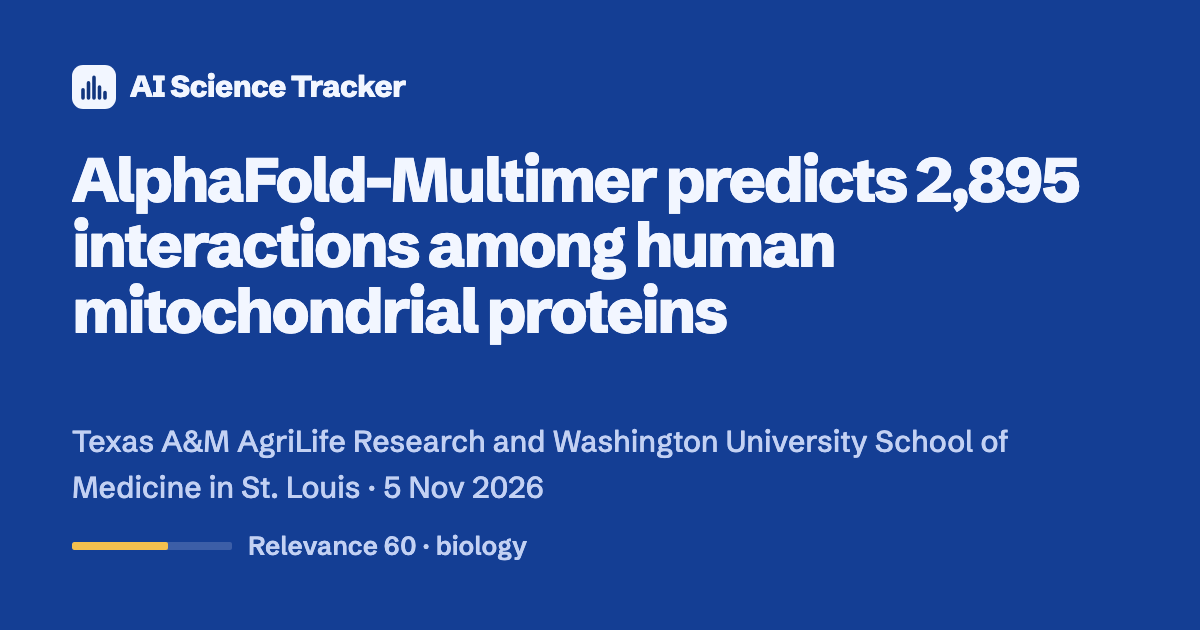 AI Science Tracker
AlphaFold-Multimer predicts 2,895
interactions among human
mitochondrial proteins
Texas A&M AgriLife Research and Washington University School of
Medicine in St. Louis · 5 Nov 2026
Relevance 60 · biology